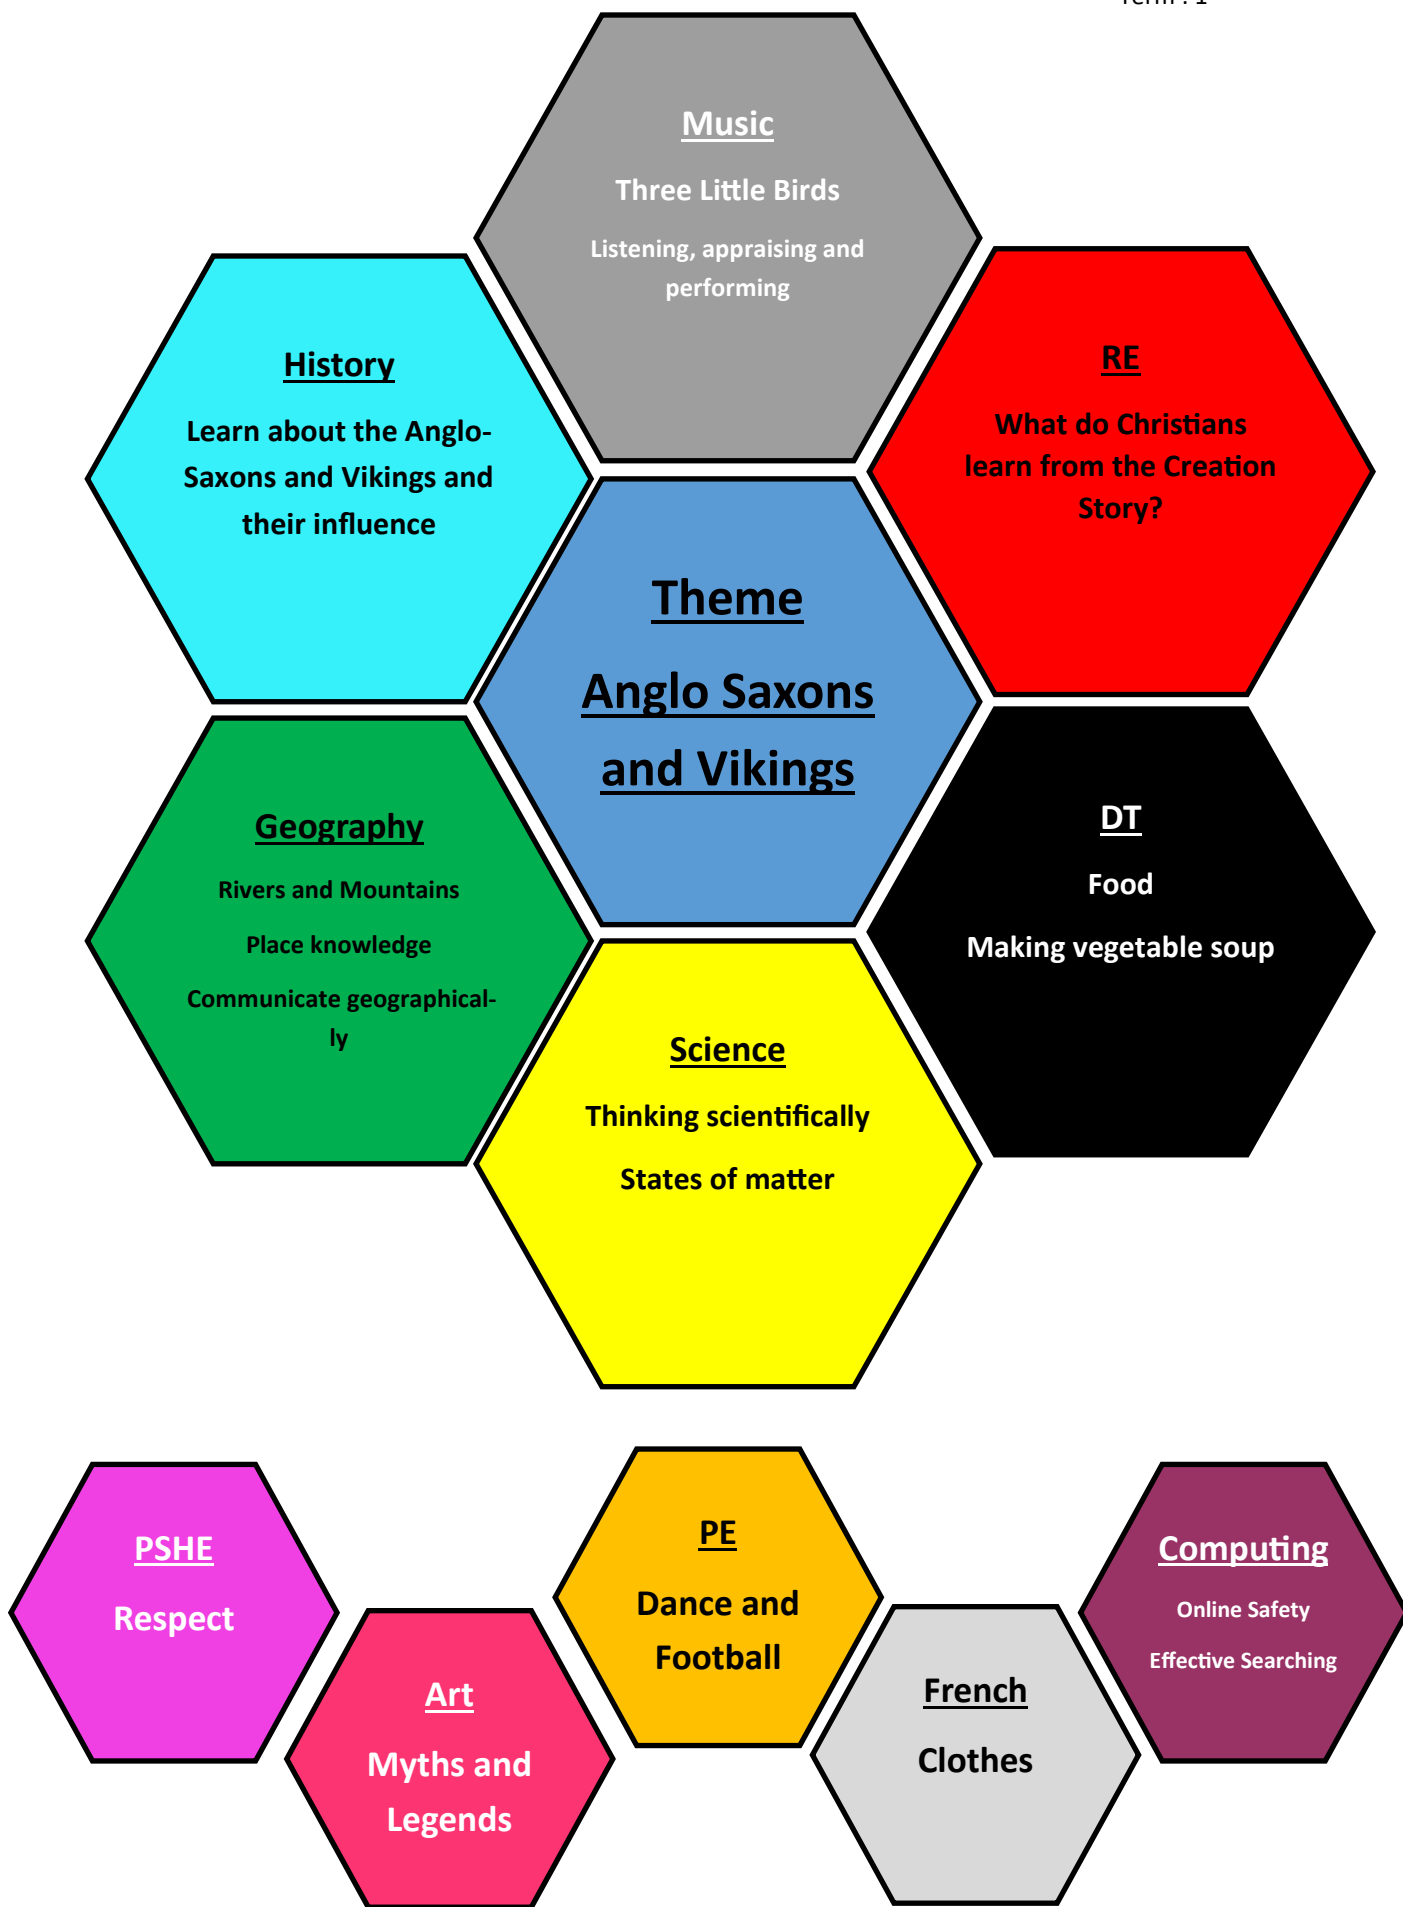 Term : 1
Music
Three Little Birds
Listening, appraising and
performing
History
Learn about the Anglo-
Saxons and Vikings and
their influence
RE
What do Christians
learn from the Creation
Story?
Theme
Anglo Saxons
and Vikings
Geography
Rivers and Mountains
Place knowledge
Communicate geographical-
ly
DT
Food
Making vegetable soup
Science
Thinking scientifically
States of matter
PSHE
Respect
Art
Myths and
Legends
PE
Dance and
Football
French
Clothes
Computing
Online Safety
Effective Searching